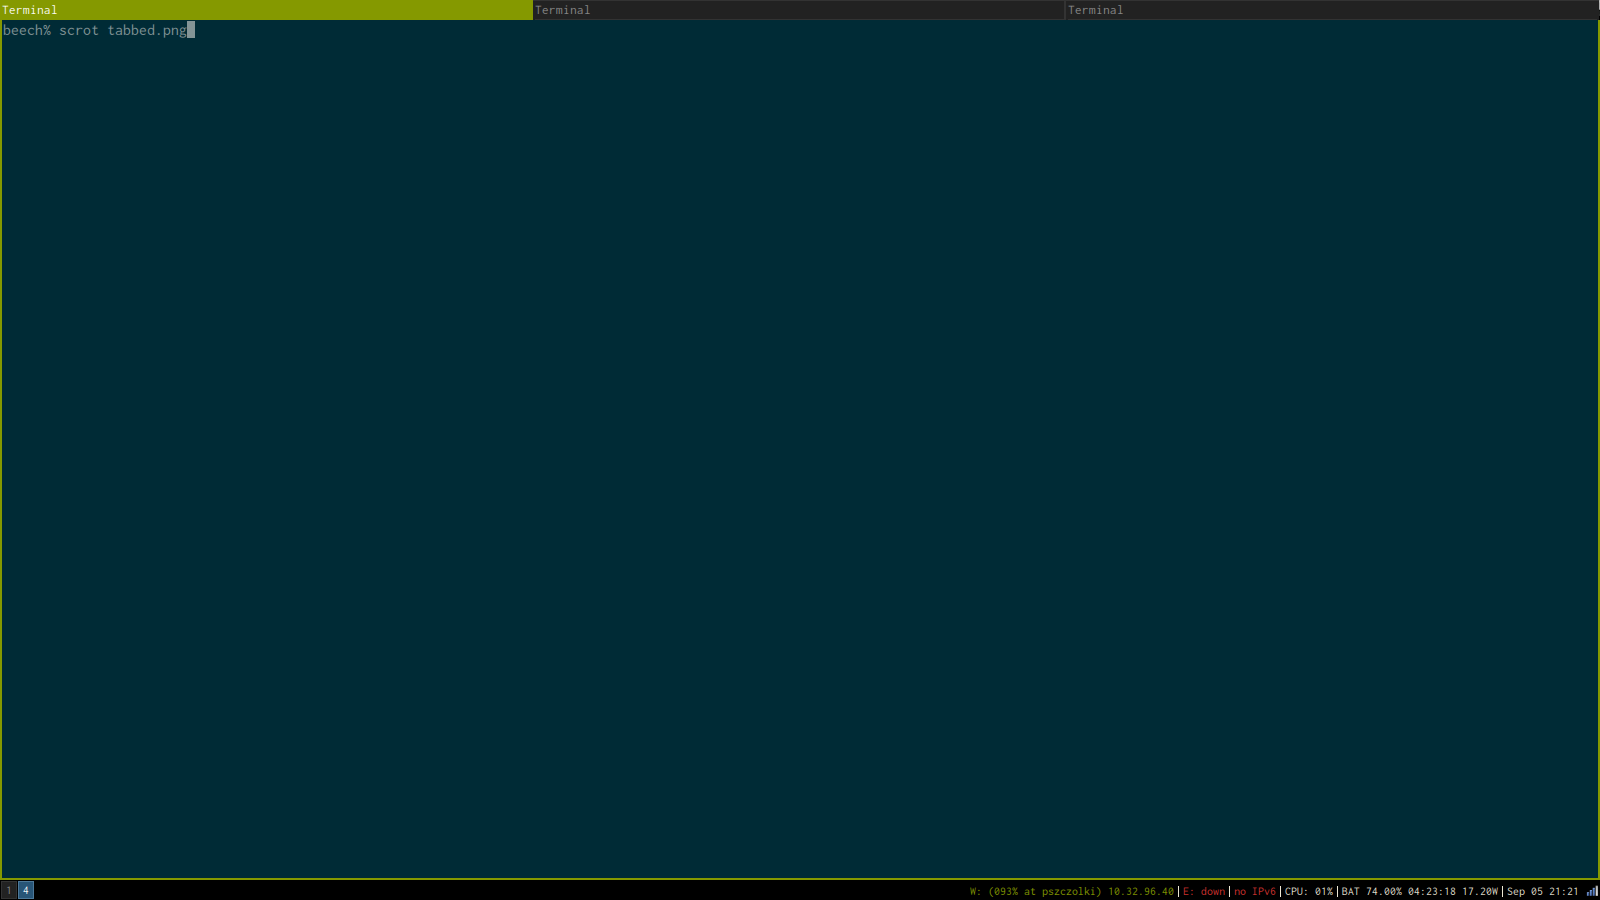 Terminal Terminal Terminal
beech% scrot tabbed.png
1 4 W: (093% at pszczolki) 10.32.96.40|E: down|no IPv6|CPU: 01%|BAT 74.00% 04:23:18 17.20W|Sep 05 21:21